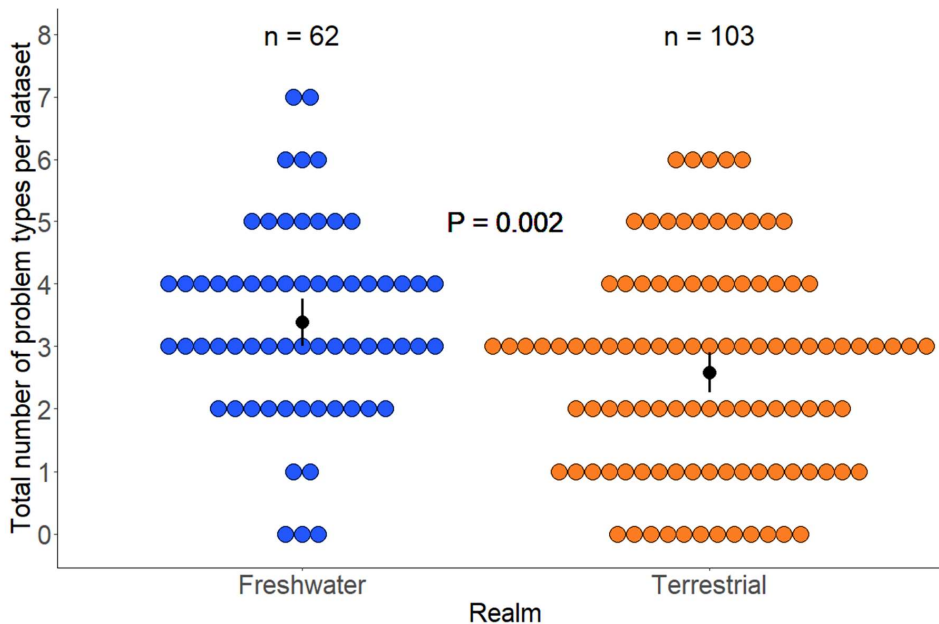 n = 62
n = 103
P = 0.002
Total number of problem types per dataset
8
7
6
5
4
3
2
1
0
Freshwater
Terrestrial
Realm